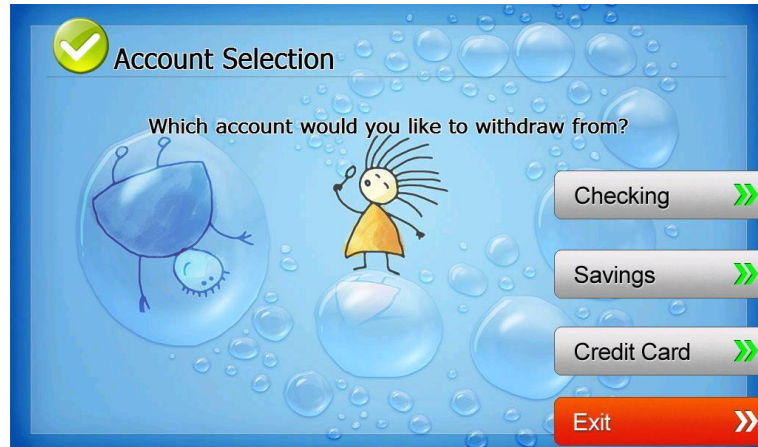 Account Selection
Which account would you like to withdraw from?
Checking
Savings
Credit Card
Exit